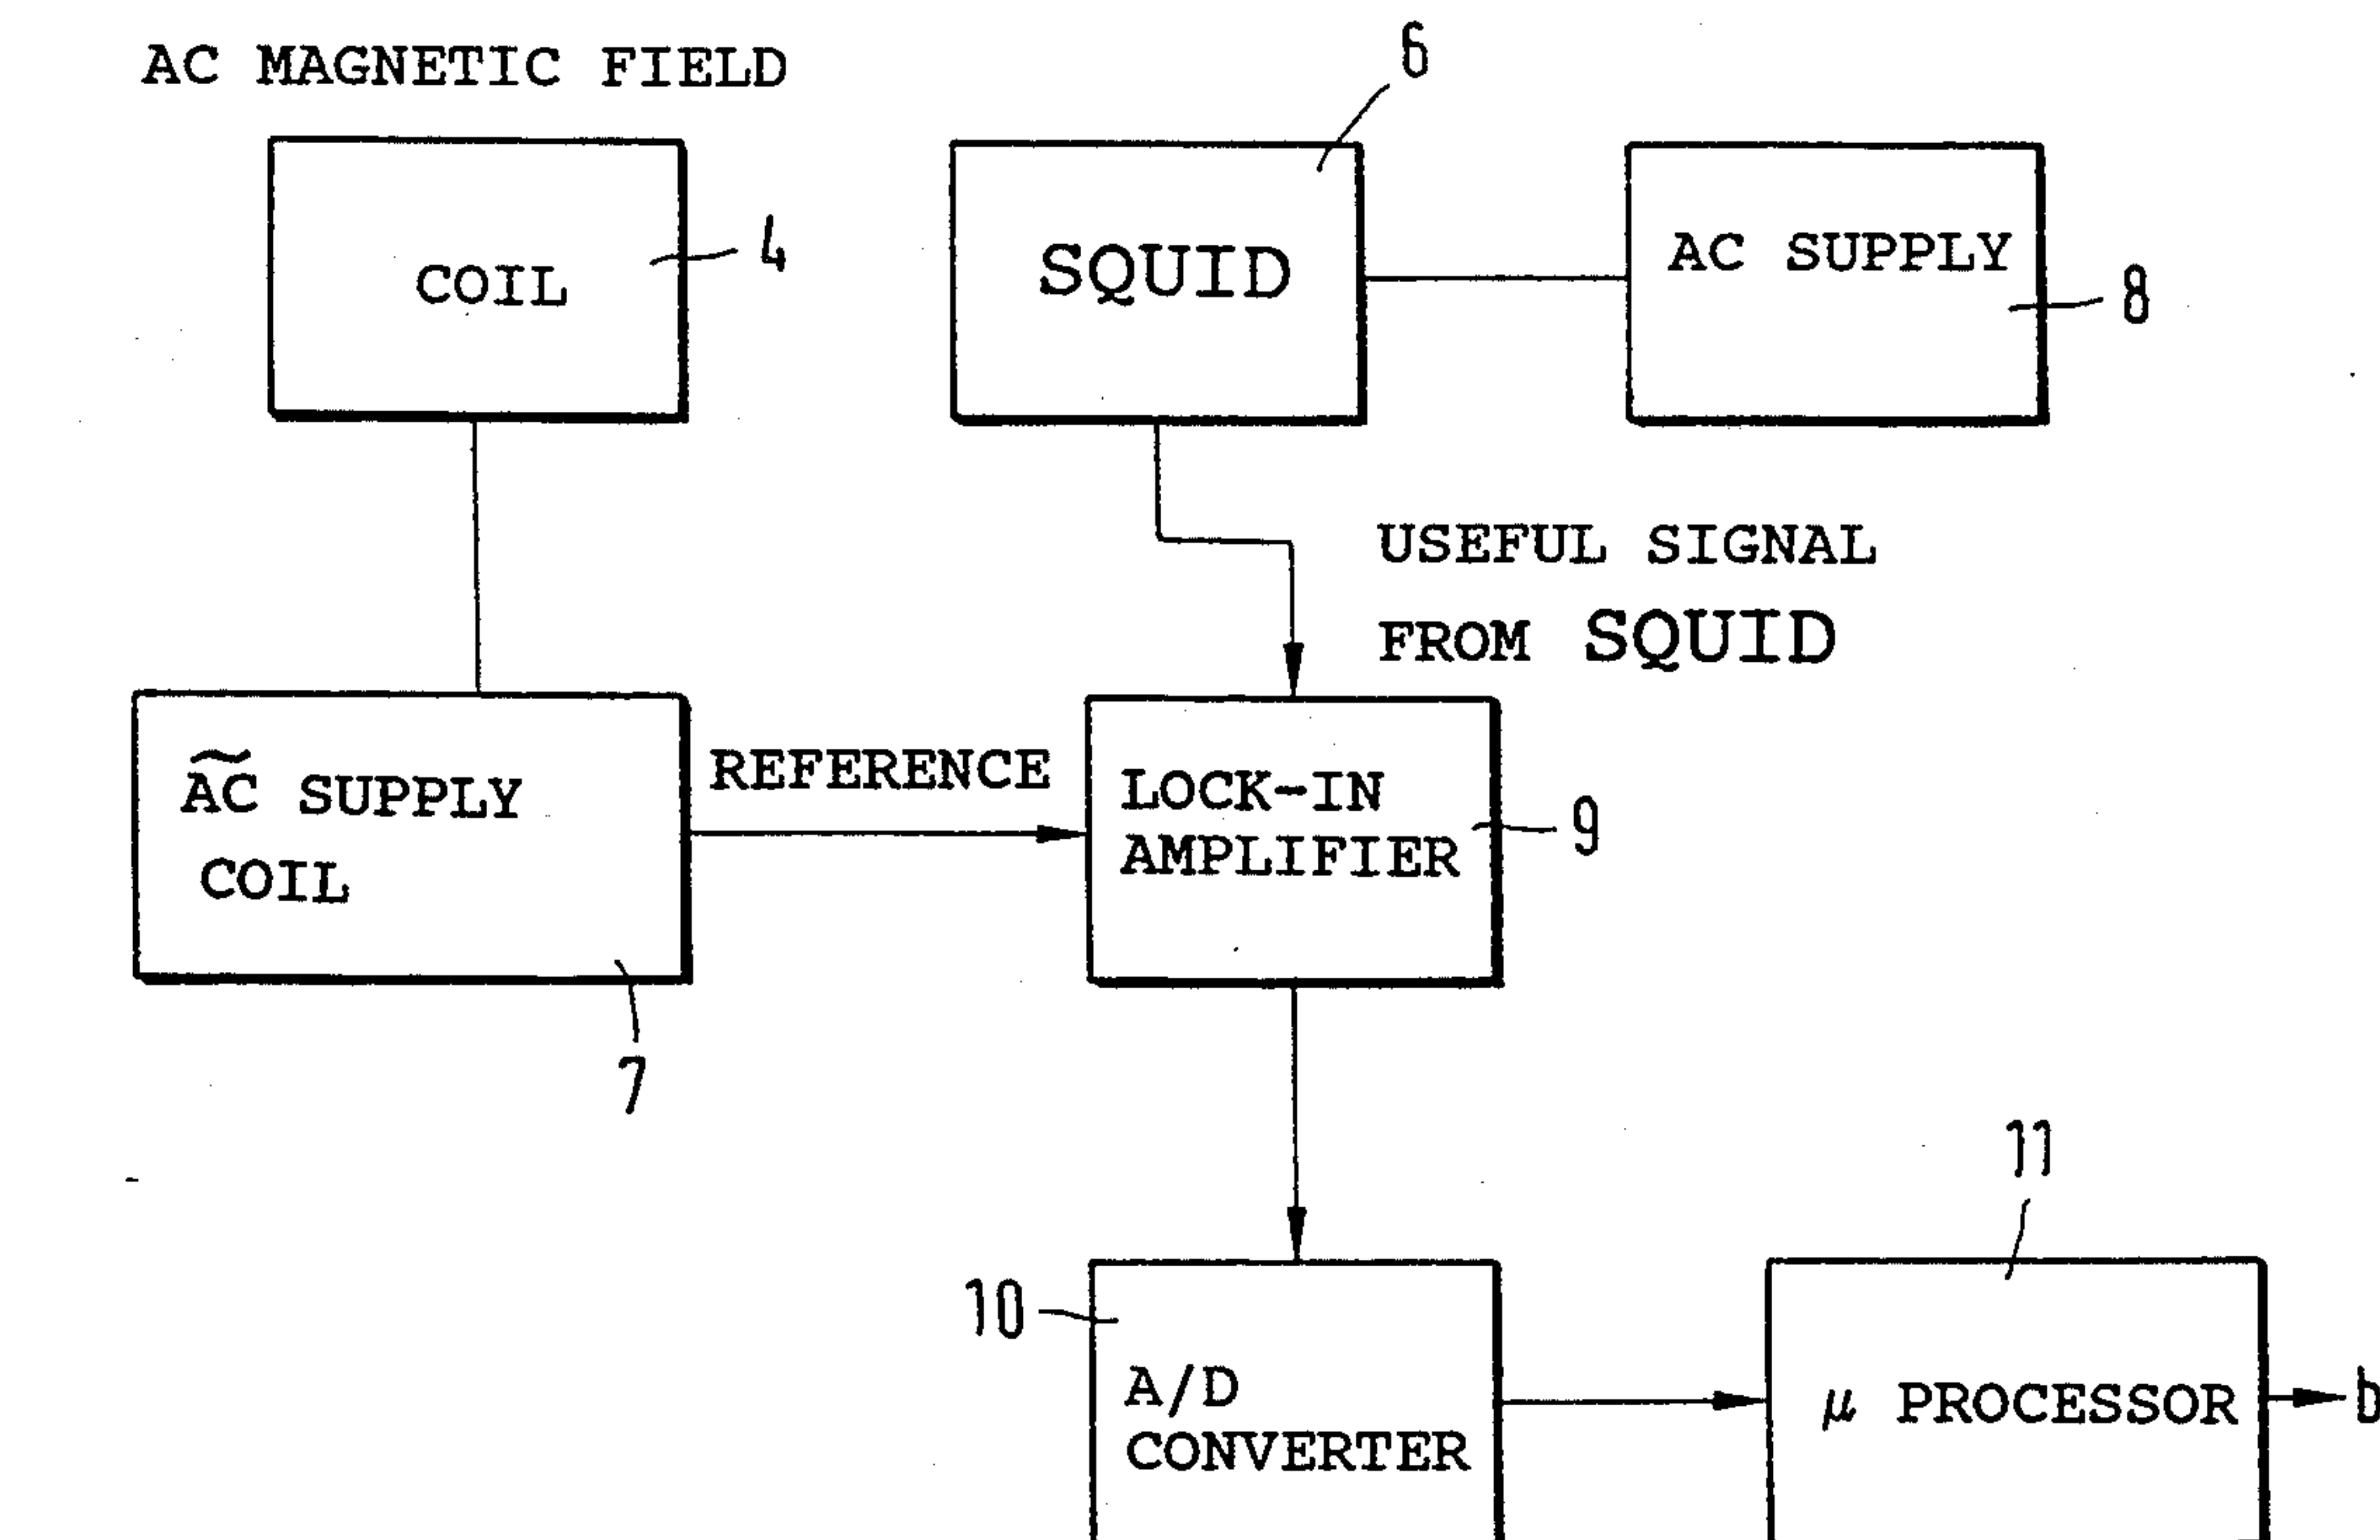 AC MAGNETIC FIELD
6
COIL
4
SQUID
AC SUPPLY
8
USEFUL SIGNAL
FROM SQUID
AC SUPPLY
COIL
7
REFERENCE
LOCK-IN
AMPLIFIER
9
10
A/D
CONVERTER
11
μ PROCESSOR
b